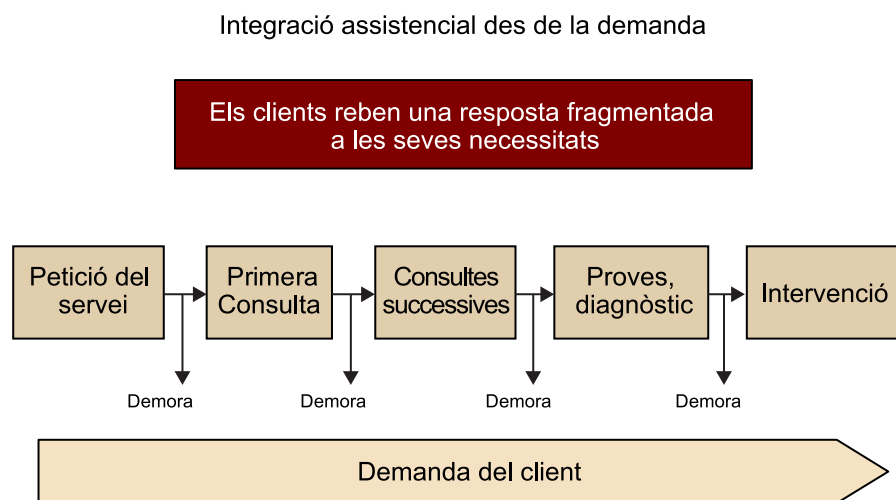 Integració assistencial des de la demanda
Els clients reben una resposta fragmentada
a les seves necessitats
Petició del
servei
Primera
Consulta
Consultes
successives
Proves,
diagnòstic
Intervenció
Demora
Demora
Demora
Demora
Demanda del client